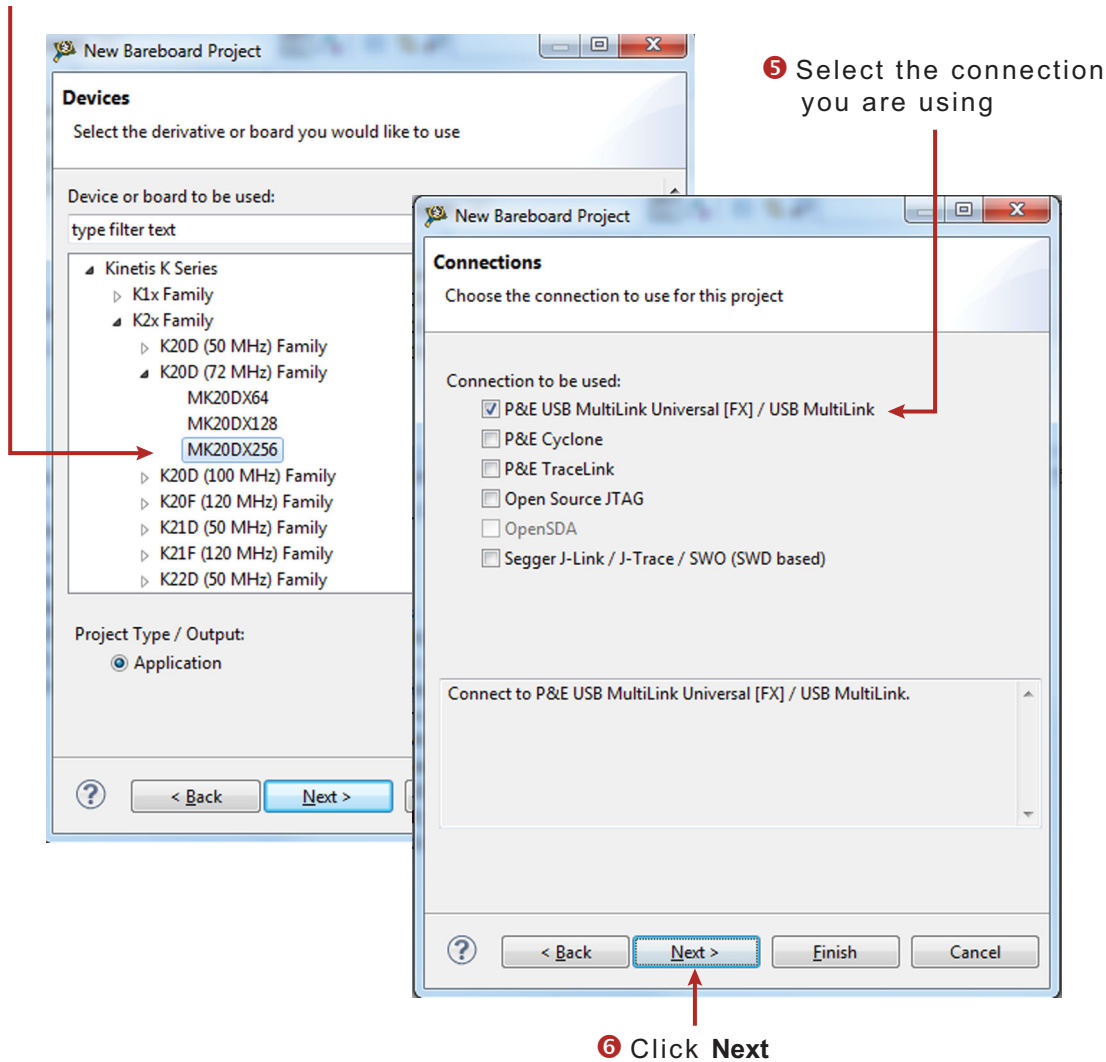 New Bareboard Project
Devices
Select the derivative or board you would like to use
Device or board to be used:
type filter text
Kinetis K Series
K1x Family
K2x Family
K20D (50 MHz) Family
K20D (72 MHz) Family
MK20DX64
MK20DX128
MK20DX256
K20D (100 MHz) Family
K20F (120 MHz) Family
K21D (50 MHz) Family
K21F (120 MHz) Family
K22D (50 MHz) Family
Project Type / Output:
Application
< Back Next >
❺ Select the connection
you are using
New Bareboard Project
Connections
Choose the connection to use for this project
Connection to be used:
P&E USB MultiLink Universal [FX] / USB MultiLink
P&E Cyclone
P&E TraceLink
Open Source JTAG
OpenSDA
Segger J-Link / J-Trace / SWO (SWD based)
Connect to P&E USB MultiLink Universal [FX] / USB MultiLink.
< Back Next > Finish Cancel
❻ Click Next